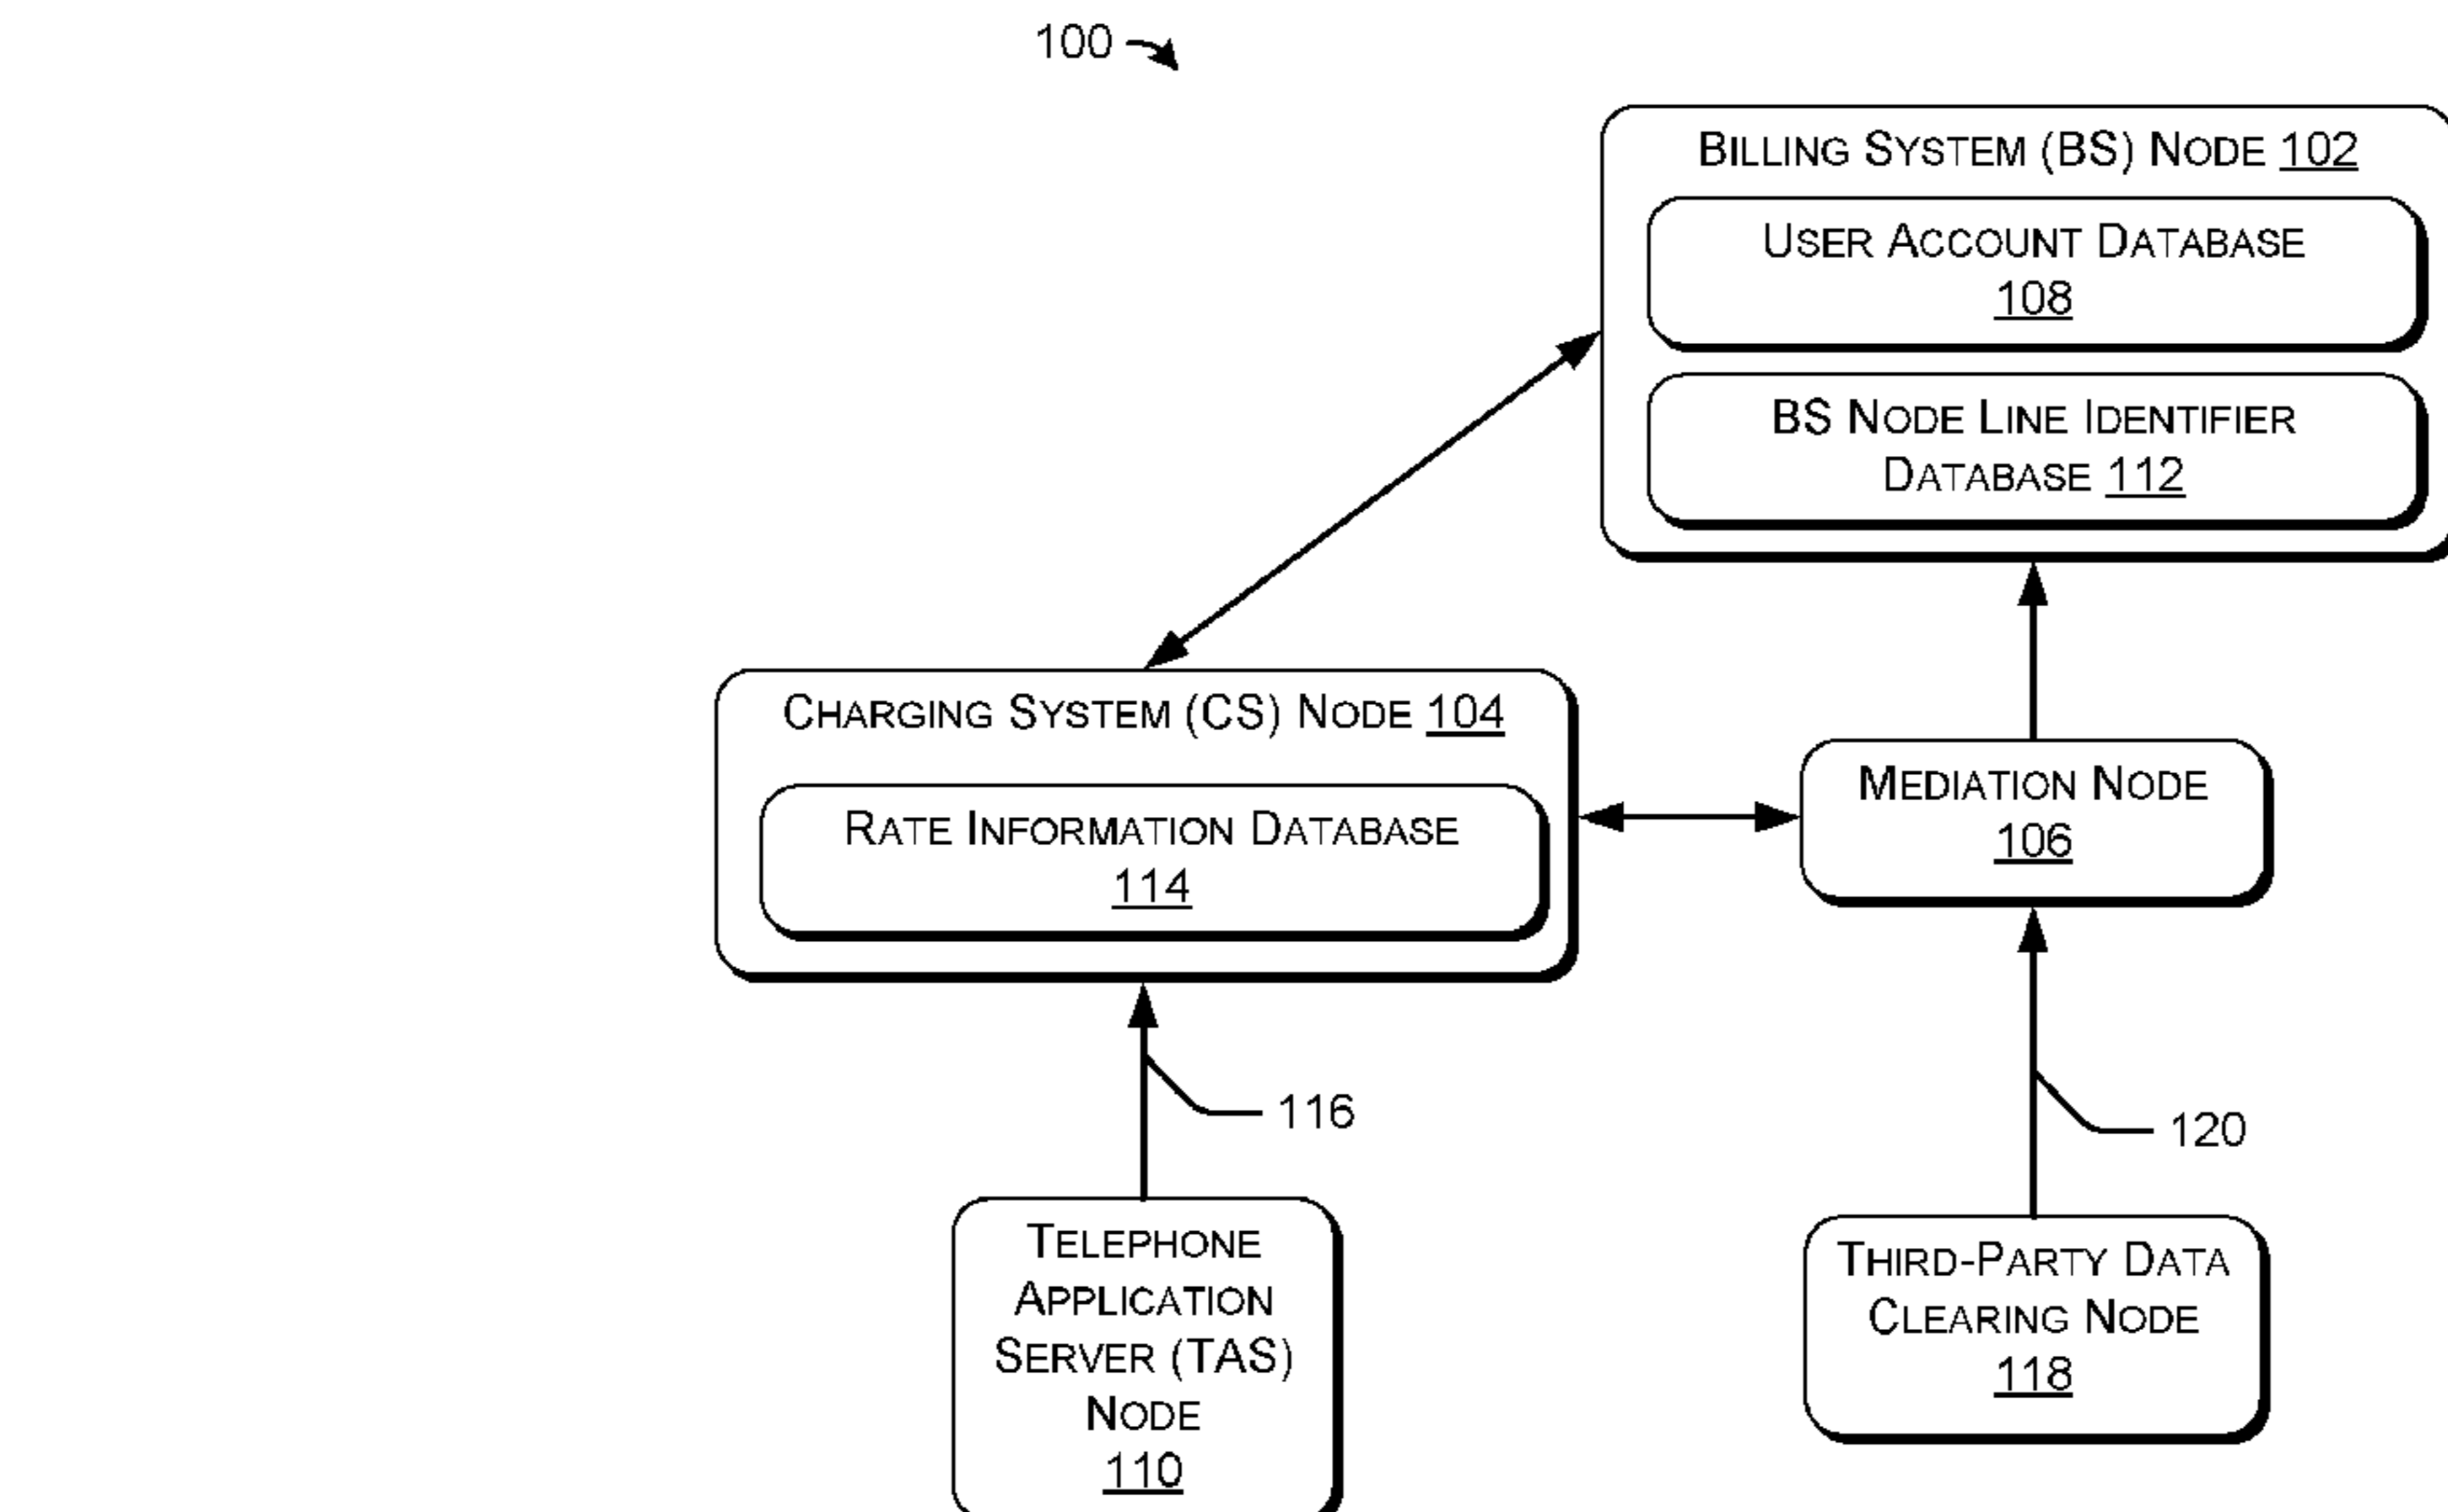 100
BILLING SYSTEM (BS) NODE 102
USER ACCOUNT DATABASE
108
BS NODE LINE IDENTIFIER
DATABASE 112
CHARGING SYSTEM (CS) NODE 104
RATE INFORMATION DATABASE
114
MEDIATION NODE
106
116
120
TELEPHONE
APPLICATION
SERVER (TAS)
NODE
110
THIRD-PARTY DATA
CLEARING NODE
118